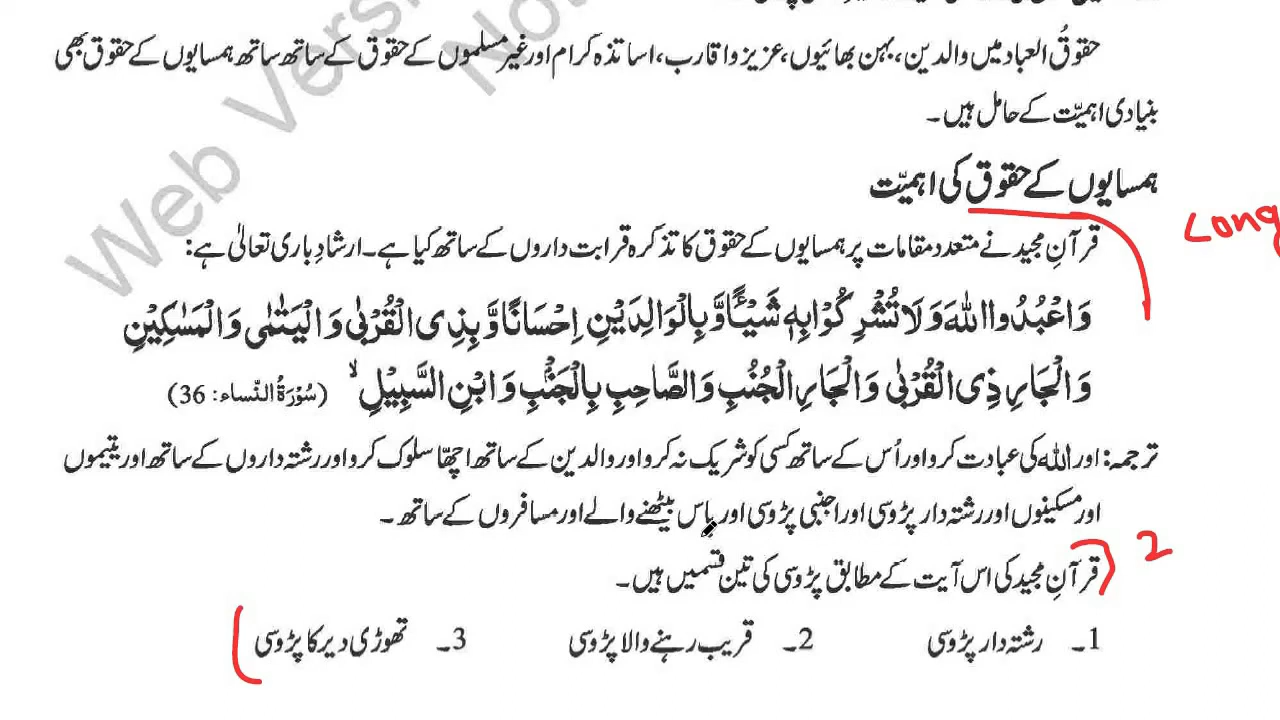 حقوقُ العباد میں والدین، بہن بھائیوں، عزیز و اقارب، اساتذہ کرام اور غیر مسلموں کے حقوق کے ساتھ ساتھ ہمسایوں کے حقوق بھی
بنیادی اہمیّت کے حامل ہیں۔
ہمسایوں کے حقوق کی اہمیّت
Long
قرآنِ مجید نے متعدد مقامات پر ہمسایوں کے حقوق کا تذکرہ قرابت داروں کے ساتھ کیا ہے۔ ارشادِ باری تعالیٰ ہے:
وَاعْبُدُوا اللّٰهَ وَلَا تُشْرِكُوْا بِهٖ شَيْـًٔا وَّبِالْوَالِدَيْنِ اِحْسَانًا وَّبِذِى الْقُرْبٰى وَالْيَتٰمٰى وَالْمَسٰكِيْنِ
وَالْجَارِ ذِى الْقُرْبٰى وَالْجَارِ الْجُنُبِ وَالصَّاحِبِ بِالْجَنْۢبِ وَابْنِ السَّبِيْلِ ۙ (سُوْرَۃُ النِّساء: 36)
ترجمہ: اور اللہ کی عبادت کرو اور اُس کے ساتھ کسی کو شریک نہ کرو اور والدین کے ساتھ اچھّا سلوک کرو اور رشتہ داروں کے ساتھ اور یتیموں
اور مسکینوں اور رشتہ دار پڑوسی اور اجنبی پڑوسی اور پاس بیٹھنے والے اور مسافروں کے ساتھ۔
2
قرآنِ مجید کی اس آیت کے مطابق پڑوسی کی تین قسمیں ہیں۔
1۔ رشتہ دار پڑوسی 2۔ قریب رہنے والا پڑوسی 3۔ تھوڑی دیر کا پڑوسی
Web Versi
No